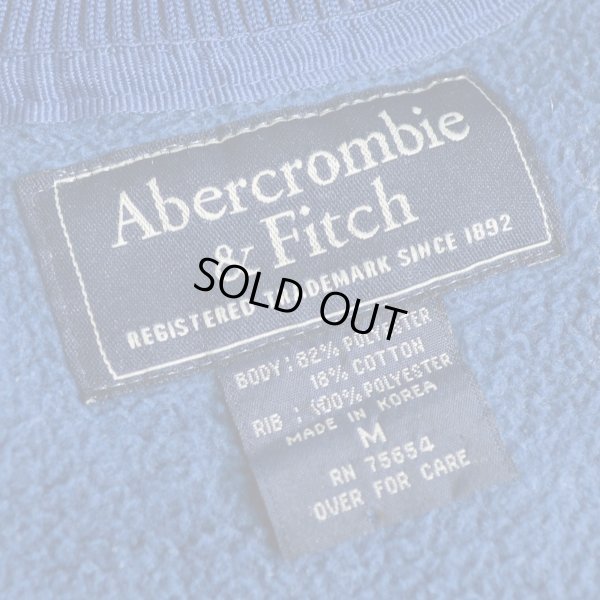 Abercrombie
& Fitch
REGISTERED TRADEMARK SINCE 1892
SOLD OUT
BODY : 82% POLYESTER
18% COTTON
RIB : 100% POLYESTER
MADE IN KOREA
M
RN 75654
OVER FOR CARE